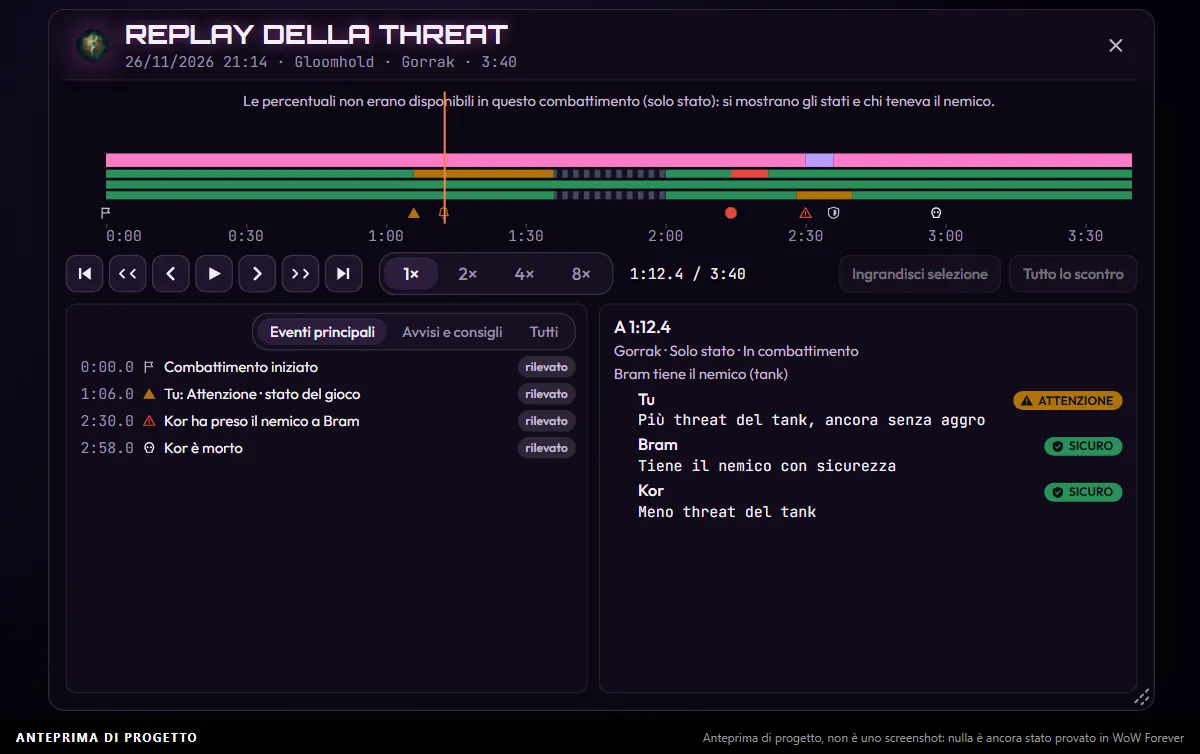 REPLAY DELLA THREAT
26/11/2026 21:14 · Gloomhold · Gorrak · 3:40
Le percentuali non erano disponibili in questo combattimento (solo stato): si mostrano gli stati e chi teneva il nemico.
0:00 0:30 1:00 1:30 2:00 2:30 3:00 3:30
1× 2× 4× 8× 1:12.4 / 3:40 Ingrandisci selezione Tutto lo scontro
Eventi principali Avvisi e consigli Tutti
0:00.0 Combattimento iniziato rilevato
1:06.0 Tu: Attenzione · stato del gioco rilevato
2:30.0 Kor ha preso il nemico a Bram rilevato
2:58.0 Kor è morto rilevato
A 1:12.4
Gorrak · Solo stato · In combattimento
Bram tiene il nemico (tank)
Tu ATTENZIONE
Più threat del tank, ancora senza aggro
Bram SICURO
Tiene il nemico con sicurezza
Kor SICURO
Meno threat del tank
ANTEPRIMA DI PROGETTO
Anteprima di progetto, non è uno screenshot: nulla è ancora stato provato in WoW Forever